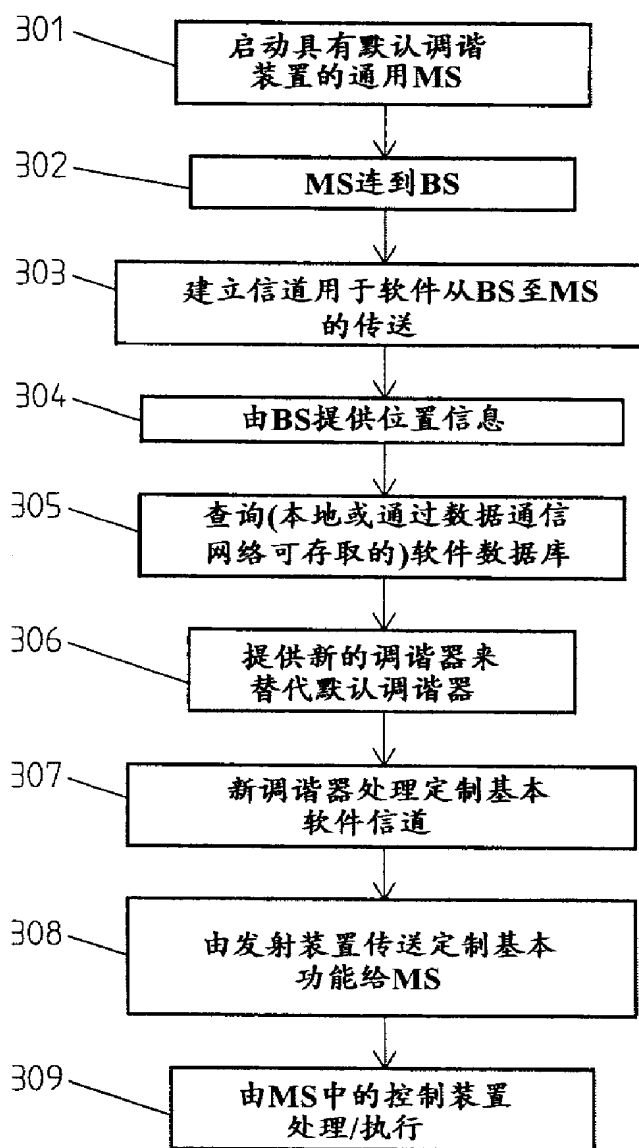 301
启动具有默认调谐
装置的通用MS
302
MS连到BS
303
建立信道用于软件从BS至MS
的传送
304
由BS提供位置信息
305
查询(本地或通过数据通信
网络可存取的)软件数据库
306
提供新的调谐器来
替代默认调谐器
307
新调谐器处理定制基本
软件信道
308
由发射装置传送定制基本
功能给MS
309
由MS中的控制装置
处理/执行